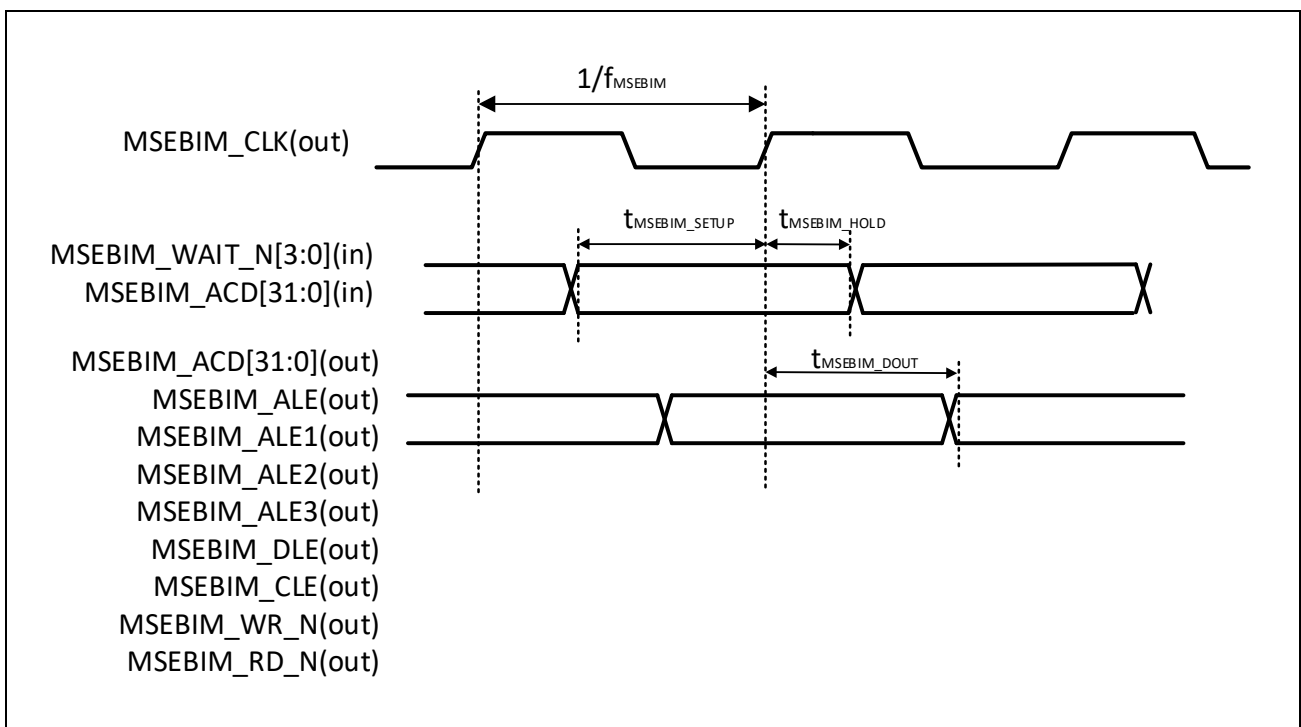 1/fMSEBIM
MSEBIM_CLK(out)
tMSEBIM_SETUP tMSEBIM_HOLD
MSEBIM_WAIT_N[3:0](in)
MSEBIM_ACD[31:0](in)
MSEBIM_ACD[31:0](out)
tMSEBIM_DOUT
MSEBIM_ALE(out)
MSEBIM_ALE1(out)
MSEBIM_ALE2(out)
MSEBIM_ALE3(out)
MSEBIM_DLE(out)
MSEBIM_CLE(out)
MSEBIM_WR_N(out)
MSEBIM_RD_N(out)